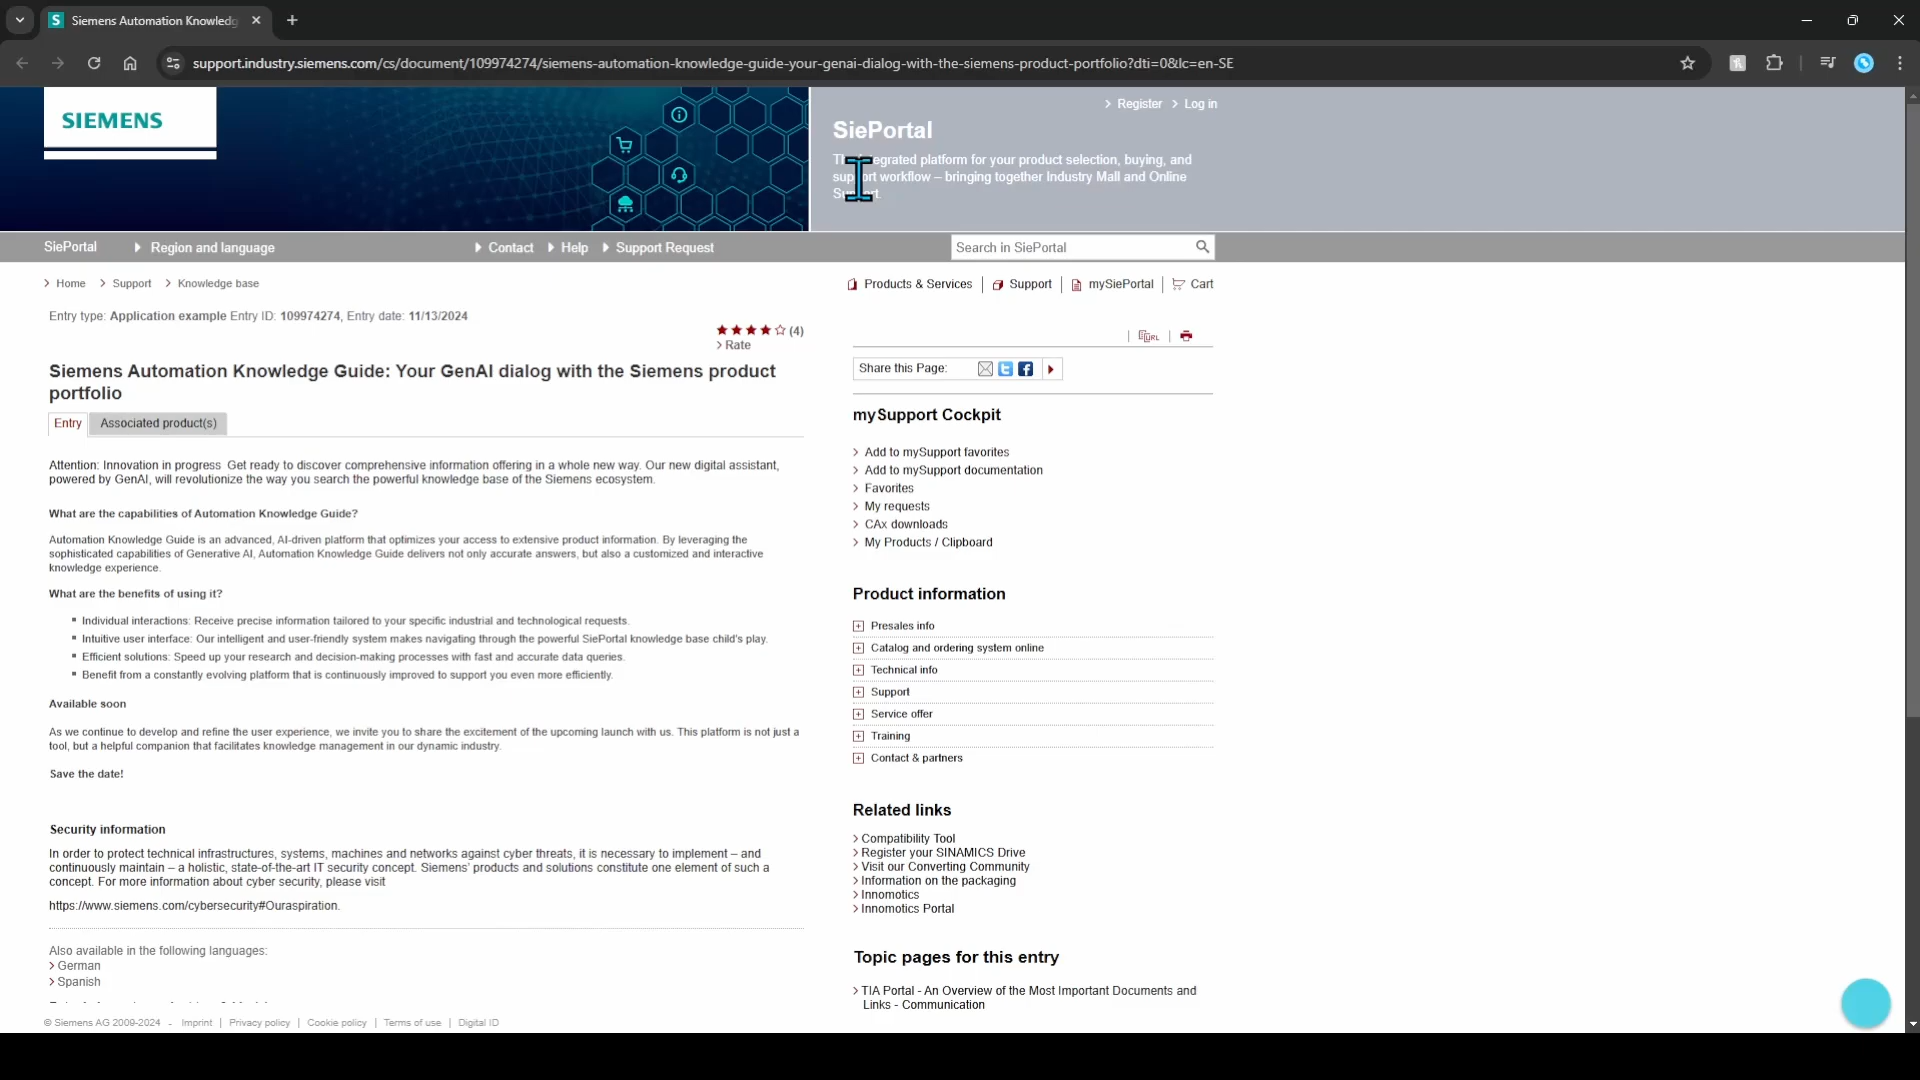 Siemens Automation Knowledg
support.industry.siemens.com/cs/document/109974274/siemens-automation-knowledge-guide-your-genai-dialog-with-the-siemens-product-portfolio?dti=0&lc=en-SE
SIEMENS
Register
Log in
SiePortal
egrated platform for your product selection, buying, and
workflow – bringing together Industry Mall and Online
SiePortal
Region and language
Contact
Help
Support Request
Search in SiePortal
Home
Support
Knowledge base
Products & Services
Support
mySiePortal
Cart
Entry type: Application example Entry ID: 109974274, Entry date: 11/13/2024
(4)
Rate
URL
Siemens Automation Knowledge Guide: Your GenAI dialog with the Siemens product
portfolio
Entry
Associated product(s)
Attention: Innovation in progress Get ready to discover comprehensive information offering in a whole new way. Our new digital assistant,
powered by GenAI, will revolutionize the way you search the powerful knowledge base of the Siemens ecosystem.
What are the capabilities of Automation Knowledge Guide?
Automation Knowledge Guide is an advanced, AI-driven platform that optimizes your access to extensive product information. By leveraging the
sophisticated capabilities of Generative AI, Automation Knowledge Guide delivers not only accurate answers, but also a customized and interactive
knowledge experience.
What are the benefits of using it?
Individual interactions: Receive precise information tailored to your specific industrial and technological requests.
Intuitive user interface: Our intelligent and user-friendly system makes navigating through the powerful SiePortal knowledge base child's play.
Efficient solutions: Speed up your research and decision-making processes with fast and accurate data queries.
Benefit from a constantly evolving platform that is continuously improved to support you even more efficiently.
Available soon
As we continue to develop and refine the user experience, we invite you to share the excitement of the upcoming launch with us. This platform is not just a
tool, but a helpful companion that facilitates knowledge management in our dynamic industry.
Save the date!
Security information
In order to protect technical infrastructures, systems, machines and networks against cyber threats, it is necessary to implement – and
continuously maintain – a holistic, state-of-the-art IT security concept. Siemens' products and solutions constitute one element of such a
concept. For more information about cyber security, please visit
https://www.siemens.com/cybersecurity#Ouraspiration.
Also available in the following languages:
German
Spanish
Share this Page:
mySupport Cockpit
Add to mySupport favorites
Add to mySupport documentation
Favorites
My requests
CAx downloads
My Products / Clipboard
Product information
Presales info
Catalog and ordering system online
Technical info
Support
Service offer
Training
Contact & partners
Related links
Compatibility Tool
Register your SINAMICS Drive
Visit our Converting Community
Information on the packaging
Innomotics
Innomotics Portal
Topic pages for this entry
TIA Portal - An Overview of the Most Important Documents and
Links - Communication
© Siemens AG 2009-2024 - Imprint | Privacy policy | Cookie policy | Terms of use | Digital ID